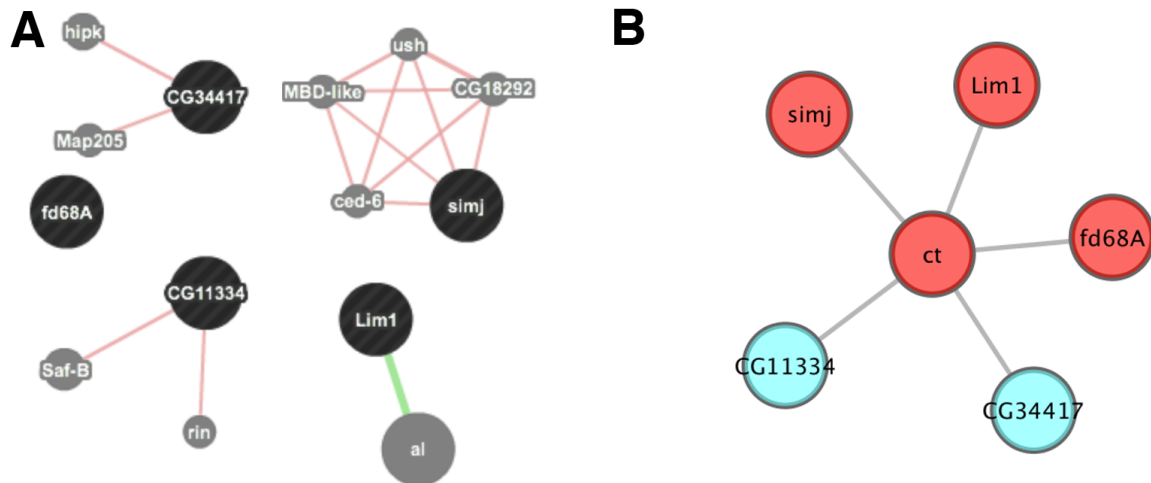 A
hipk
CG34417
Map205
fd68A
ush
MBD-like
CG18292
ced-6
simj
CG11334
Saf-B
rin
Lim1
al
B
simj
Lim1
ct
fd68A
CG11334
CG34417